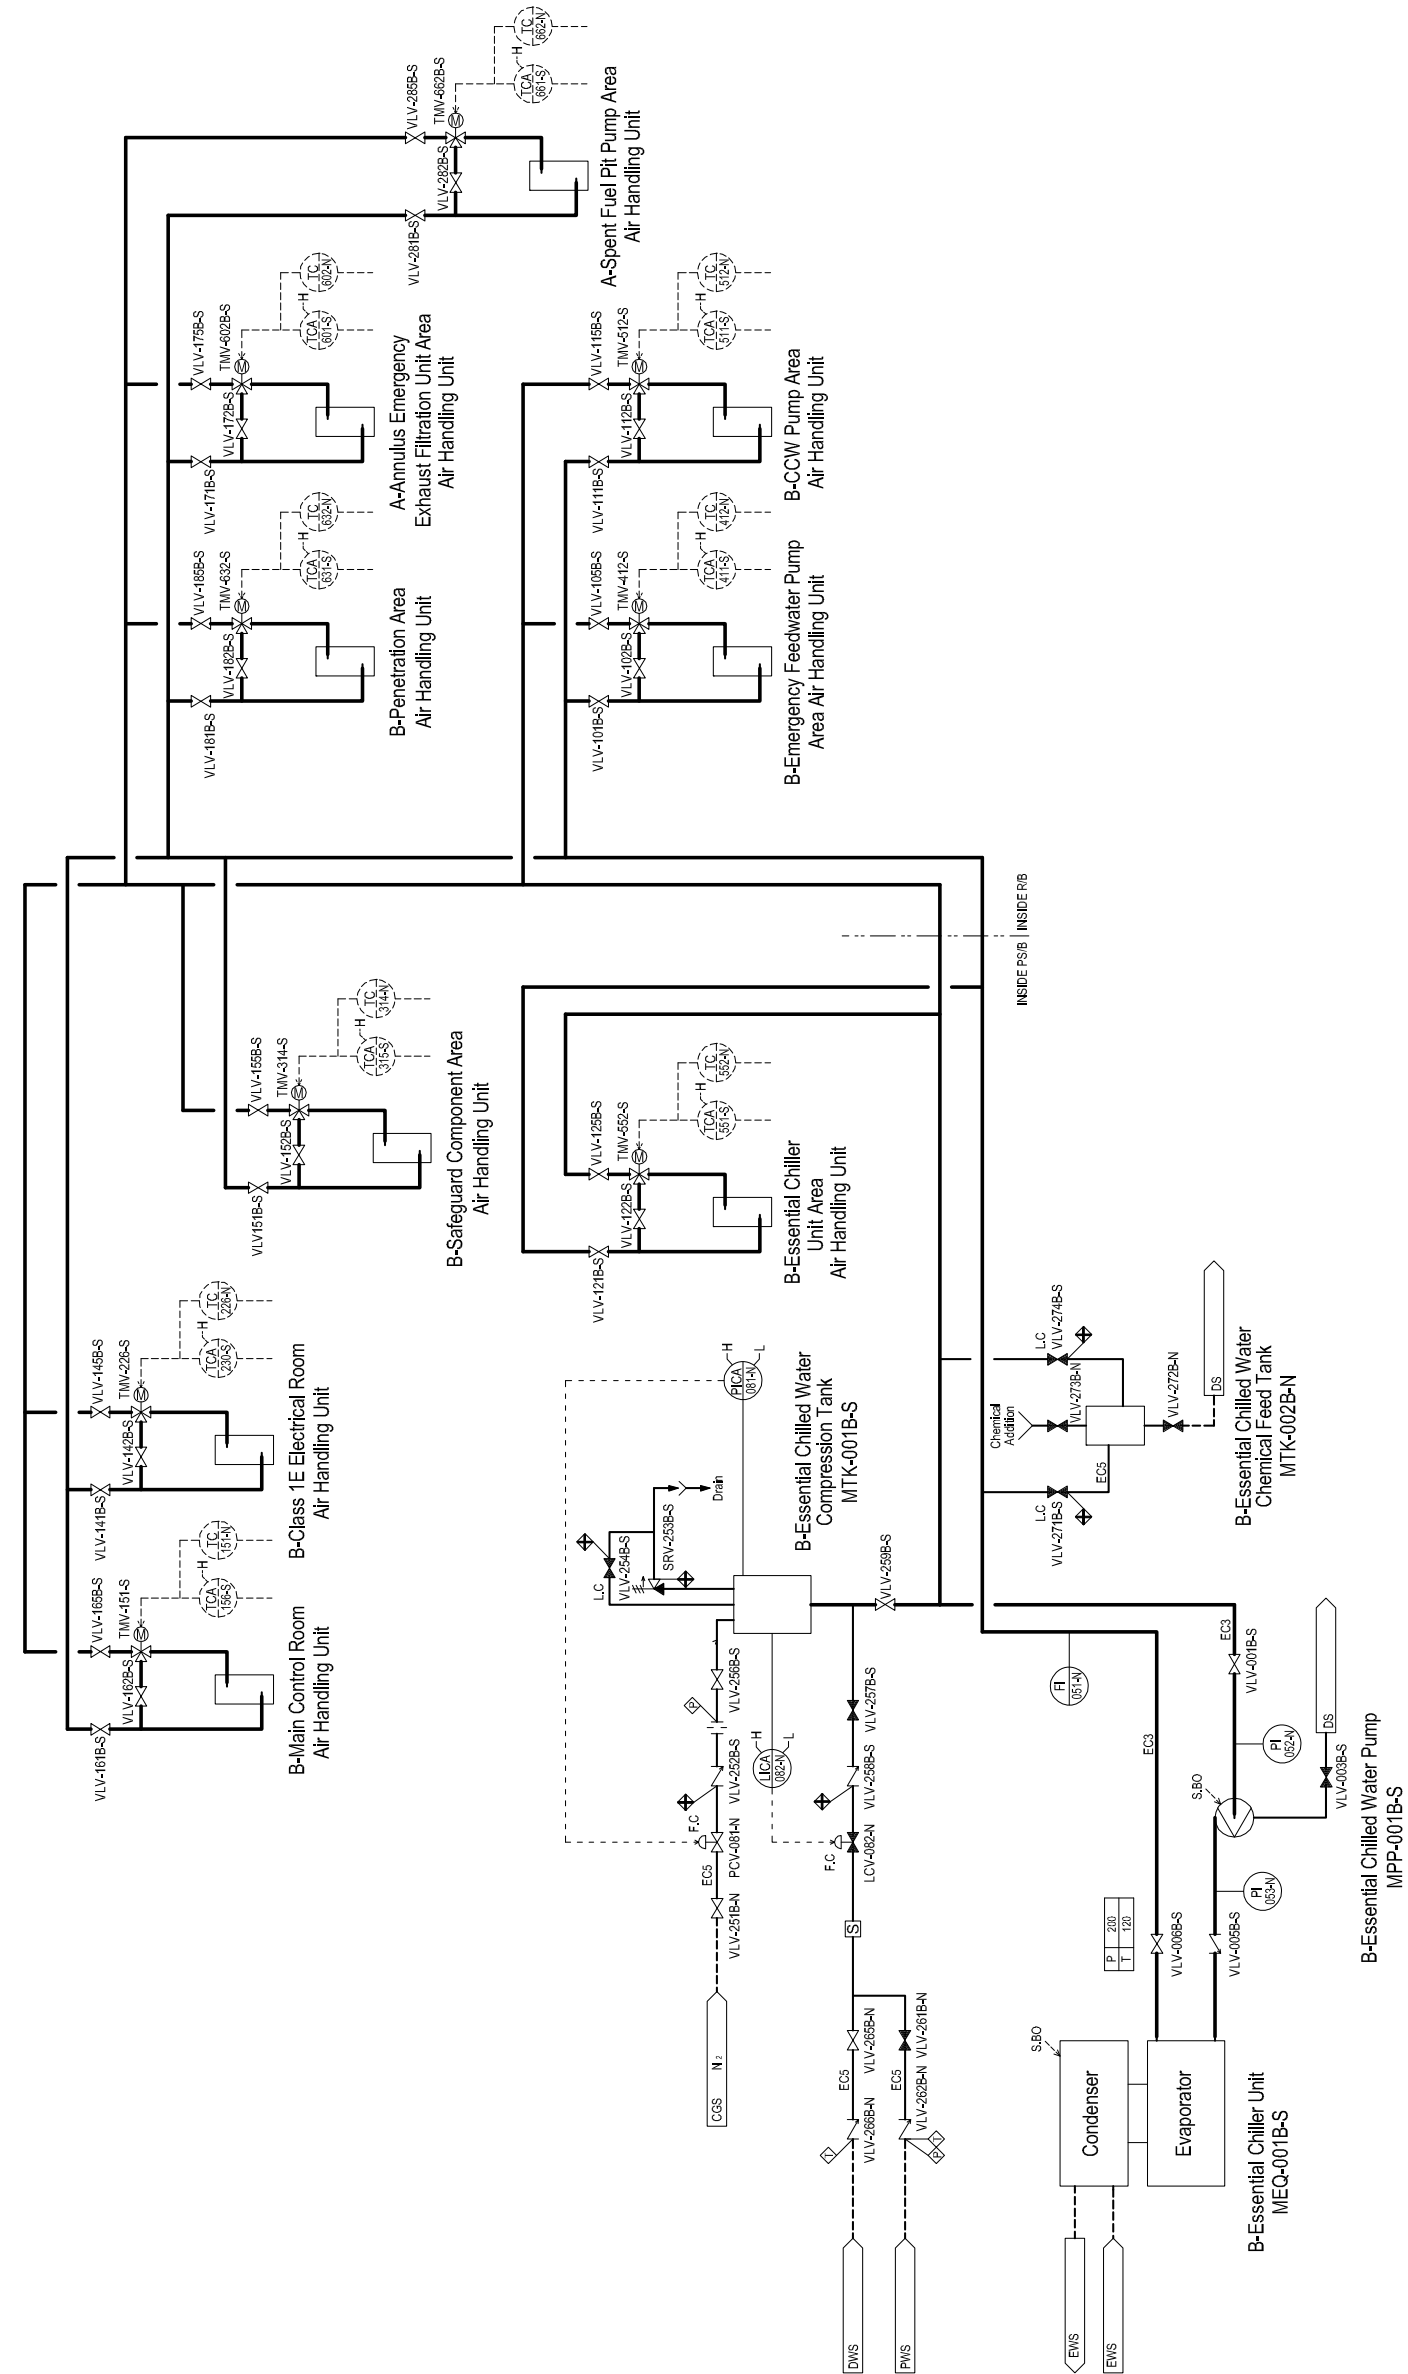 VLV-161B-S
VLV-162B-S
VLV-165B-S
TMV-151-S
TCA
156-S
H
TC
151-N
B-Main Control Room
Air Handling Unit
VLV-141B-S
VLV-142B-S
VLV-145B-S
TMV-226-S
M
TCA
230-S
H
TC
226-N
B-Class 1E Electrical Room
Air Handling Unit
M
VLV151B-S
VLV-152B-S
VLV-155B-S
TMV-314-S
M
TCA
315-S
H
TC
314-N
B-Safeguard Component Area
Air Handling Unit
VLV-181B-S
VLV-182B-S
VLV-185B-S
TMV-632-S
M
TCA
631-S
H
TC
632-N
B-Penetration Area
Air Handling Unit
VLV-171B-S
VLV-172B-S
VLV-175B-S
TMV-602B-S
M
TCA
601-S
H
TC
602-N
A-Annulus Emergency
Exhaust Filtration Unit Area
Air Handling Unit
VLV-281B-S
VLV-282B-S
VLV-285B-S
TMV-662B-S
M
TCA
661-S
H
TC
662-N
A-Spent Fuel Pit Pump Area
Air Handling Unit
VLV-121B-S
VLV-122B-S
VLV-125B-S
TMV-552-S
M
TCA
551-S
H
TC
552-N
B-Essential Chiller
Unit Area
Air Handling Unit
VLV-101B-S
VLV-102B-S
VLV-105B-S
TMV-412-S
M
TCA
411-S
H
TC
412-N
B-Emergency Feedwater Pump
Area Air Handling Unit
VLV-111B-S
VLV-112B-S
VLV-115B-S
TMV-512-S
M
TCA
511-S
H
TC
512-N
B-CCW Pump Area
Air Handling Unit
INSIDE PS/B
INSIDE R/B
CGS
N2
VLV-251B-N
EC5
F.C
PCV-081-N
VLV-252B-S
P
VLV-256B-S
L.C
VLV-254B-S
SRV-253B-S
Drain
PICA
081-N
H
L
LICA
082-N
H
L
B-Essential Chilled Water
Compression Tank
MTK-001B-S
F.C
LCV-082-N
VLV-258B-S
VLV-257B-S
VLV-259B-S
S
DWS
T
VLV-266B-N
EC5
VLV-265B-N
PWS
P
T
VLV-262B-N
EC5
VLV-261B-N
L.C
VLV-271B-S
Chemical
Addition
VLV-273B-N
L.C
VLV-274B-S
EC5
VLV-272B-N
DS
B-Essential Chilled Water
Chemical Feed Tank
MTK-002B-N
EWS
EWS
S.BO
Condenser
Evaporator
B-Essential Chiller Unit
MEQ-001B-S
P 200
T 120
VLV-006B-S
EC3
FI
051-N
VLV-005B-S
PI
053-N
S.BO
PI
052-N
VLV-001B-S
EC3
VLV-003B-S
DS
B-Essential Chilled Water Pump
MPP-001B-S